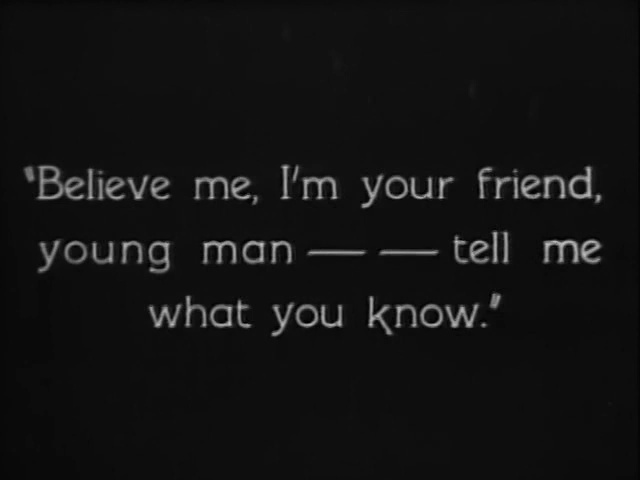 "Believe me, I'm your friend,
young man — — tell me
what you know."